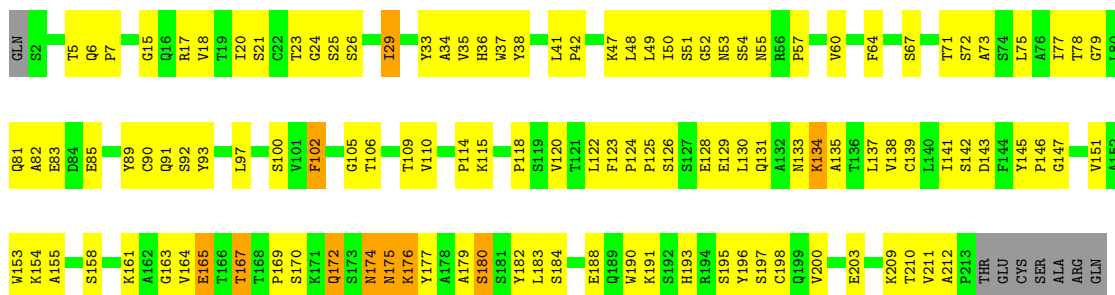 GLN S2 T5 Q6 P7 G15 Q16 R17 V18 T19 I20 S21 C22 T23 G24 S25 S26 I29 Y33 A34 V35 H36 W37 Y38 L41 P42 K47 L48 L49 I50 S51 G52 N53 S54 N55 R56 P57 V60 F64 S67 T71 S72 A73 S74 L75 A76 I77 T78 G79 L80
Q81 A82 E83 D84 E85 Y89 C90 Q91 S92 Y93 L97 S100 V101 F102 G105 T106 T109 V110 P114 K115 P118 S119 V120 T121 L122 F123 P124 P125 S126 S127 E128 E129 L130 Q131 A132 N133 K134 A135 T136 L137 V138 C139 L140 I141 S142 D143 F144 Y145 P146 G147 V151 A152
W153 K154 A155 S158 K161 A162 G163 V164 E165 T166 T167 T168 P169 S170 K171 Q172 S173 N174 N175 K176 Y177 A178 A179 S180 S181 Y182 L183 S184 E188 Q189 W190 K191 S192 H193 R194 S195 Y196 S197 C198 Q199 V200 E203 K209 T210 V211 A212 P213 THR GLU CYS SER ALA ARG GLN